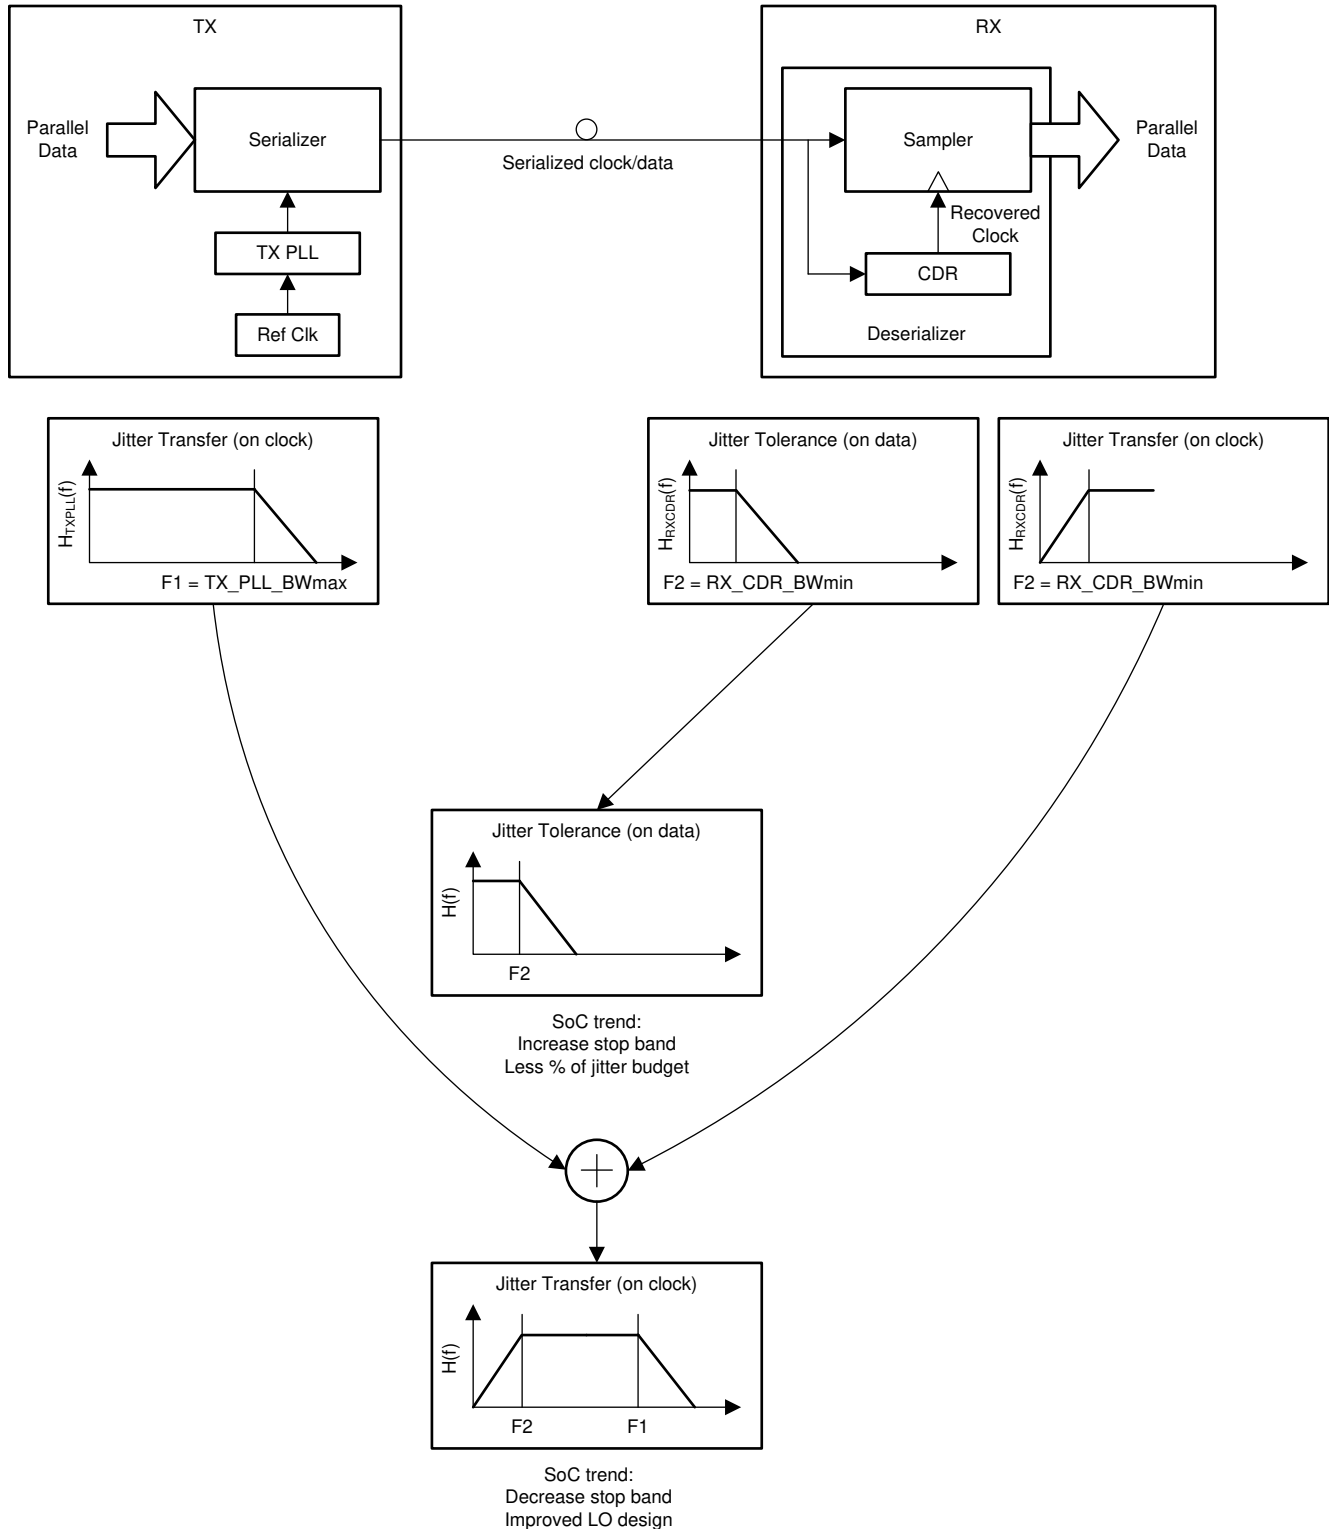 TX
Parallel
Data
Serializer
TX PLL
Ref Clk
Serialized clock/data
RX
Sampler
Recovered
Clock
CDR
Deserializer
Parallel
Data
Jitter Transfer (on clock)
HTXPLL(f)
F1 = TX_PLL_BWmax
Jitter Tolerance (on data)
HRXCDR(f)
F2 = RX_CDR_BWmin
Jitter Transfer (on clock)
HRXCDR(f)
F2 = RX_CDR_BWmin
Jitter Tolerance (on data)
H(f)
F2
SoC trend:
Increase stop band
Less % of jitter budget
Jitter Transfer (on clock)
H(f)
F2
F1
SoC trend:
Decrease stop band
Improved LO design